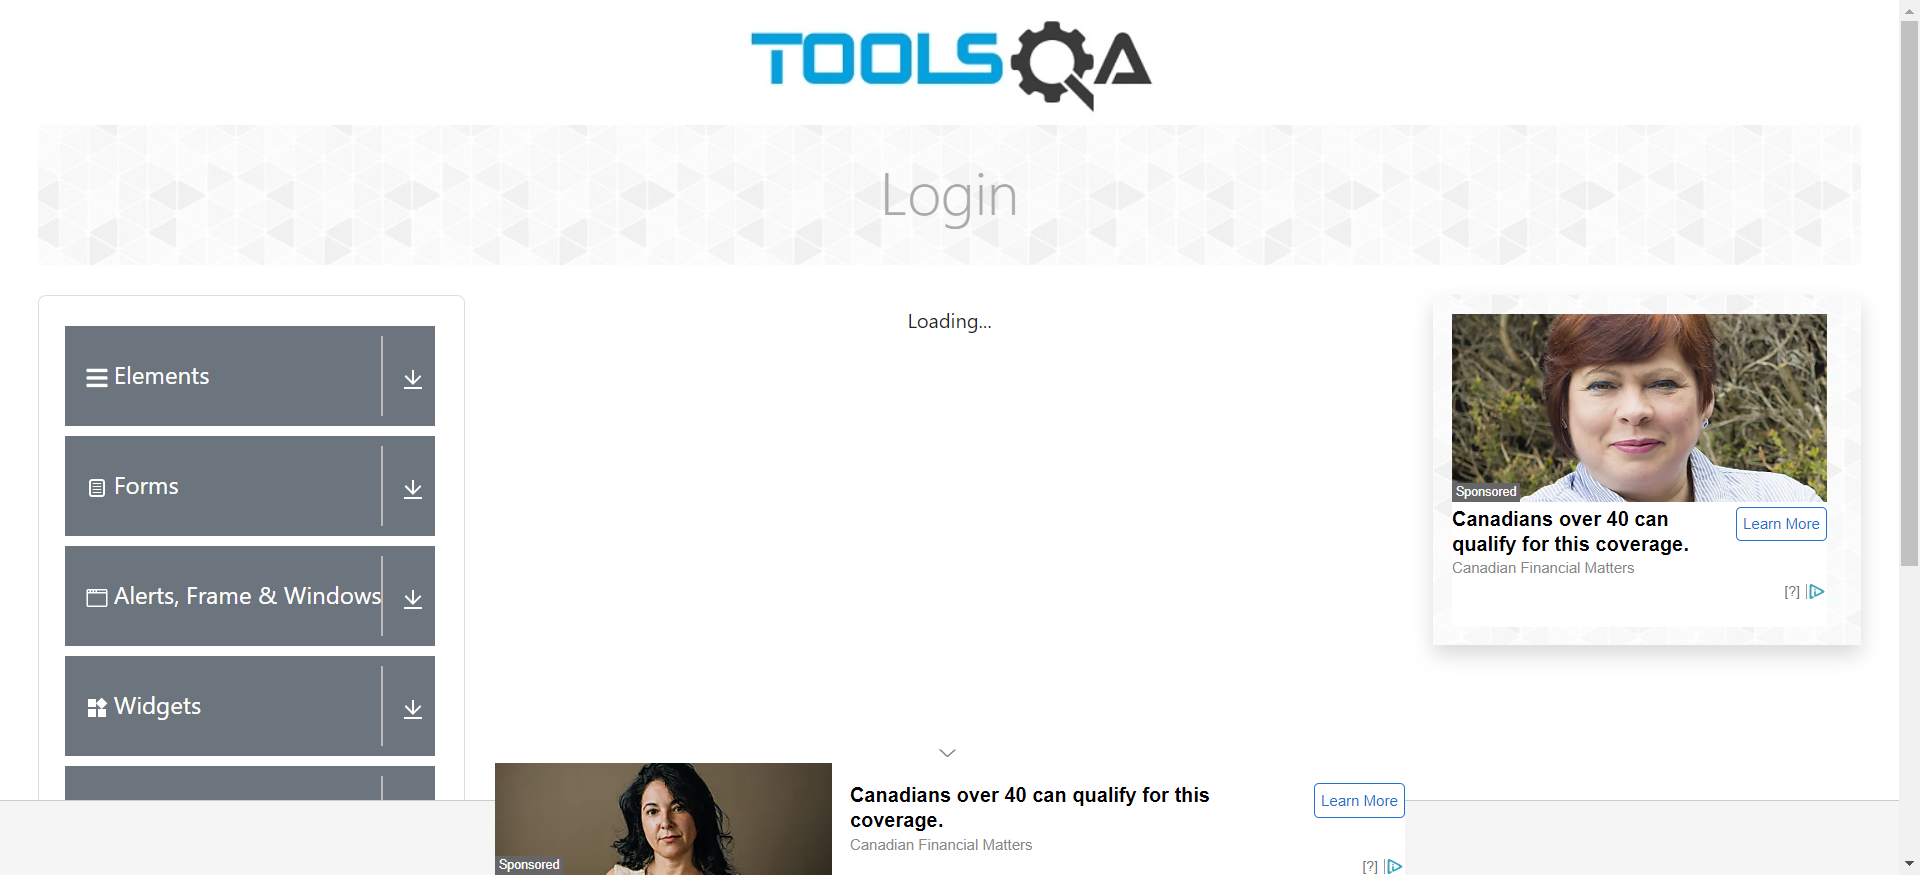 TOOLSQA
Login
Elements
Forms
Alerts, Frame & Windows
Widgets
Loading...
Sponsored
Canadians over 40 can
qualify for this coverage.
Learn More
Canadian Financial Matters
[?]
Sponsored
Canadians over 40 can qualify for this
coverage.
Learn More
Canadian Financial Matters
[?]